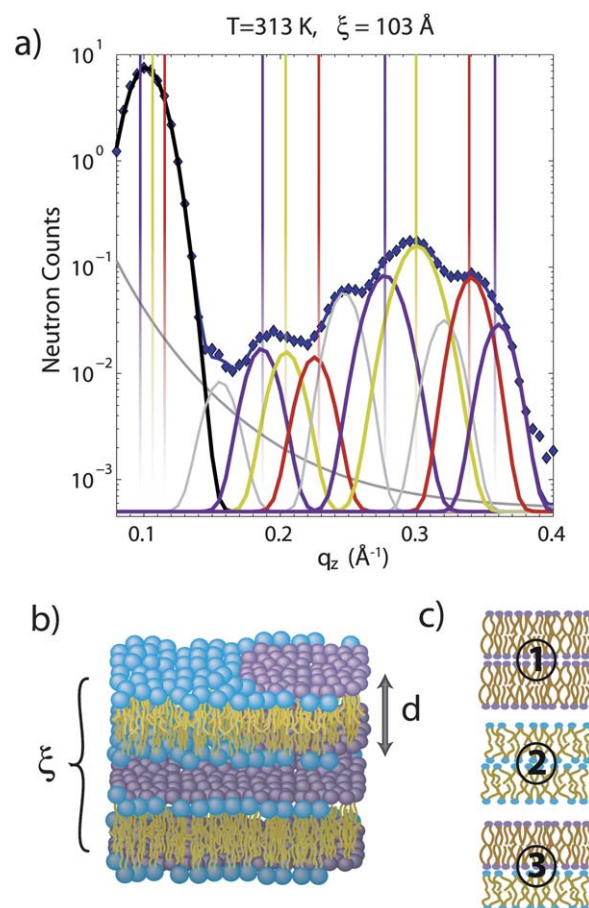 a)
T=313 K, ξ = 103 Å
10¹
10⁰
10⁻¹
10⁻²
10⁻³
Neutron Counts
0.1 0.2 0.3 0.4
q_z (Å⁻¹)
b)
ξ
d
c)
1
2
3